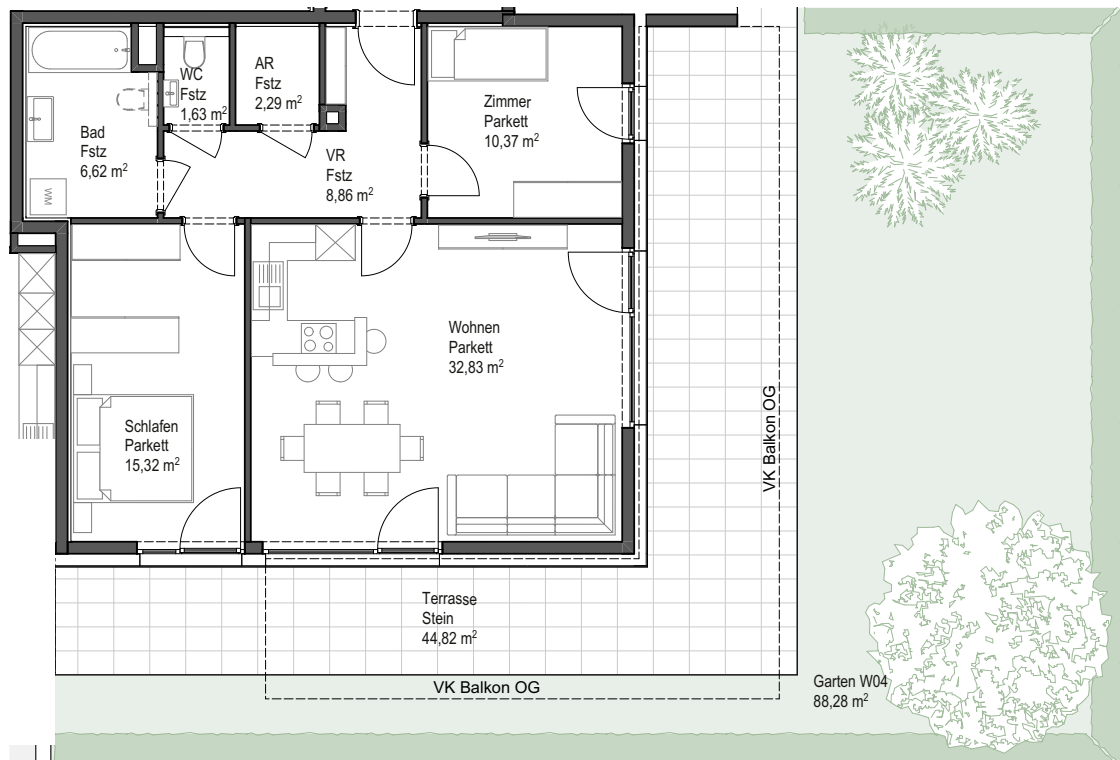 WC
Fstz
1,63 m²
AR
Fstz
2,29 m²
Zimmer
Parkett
10,37 m²
Bad
Fstz
6,62 m²
VR
Fstz
8,86 m²
WM
Wohnen
Parkett
32,83 m²
Schlafen
Parkett
15,32 m²
VK Balkon OG
Terrasse
Stein
44,82 m²
VK Balkon OG
Garten W04
88,28 m²